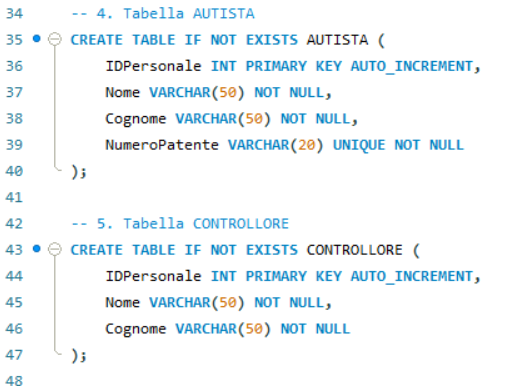 34 -- 4. Tabella AUTISTA
35 CREATE TABLE IF NOT EXISTS AUTISTA (
36 IDPersonale INT PRIMARY KEY AUTO_INCREMENT,
37 Nome VARCHAR(50) NOT NULL,
38 Cognome VARCHAR(50) NOT NULL,
39 NumeroPatente VARCHAR(20) UNIQUE NOT NULL
40 );
41
42 -- 5. Tabella CONTROLLORE
43 CREATE TABLE IF NOT EXISTS CONTROLLORE (
44 IDPersonale INT PRIMARY KEY AUTO_INCREMENT,
45 Nome VARCHAR(50) NOT NULL,
46 Cognome VARCHAR(50) NOT NULL
47 );
48